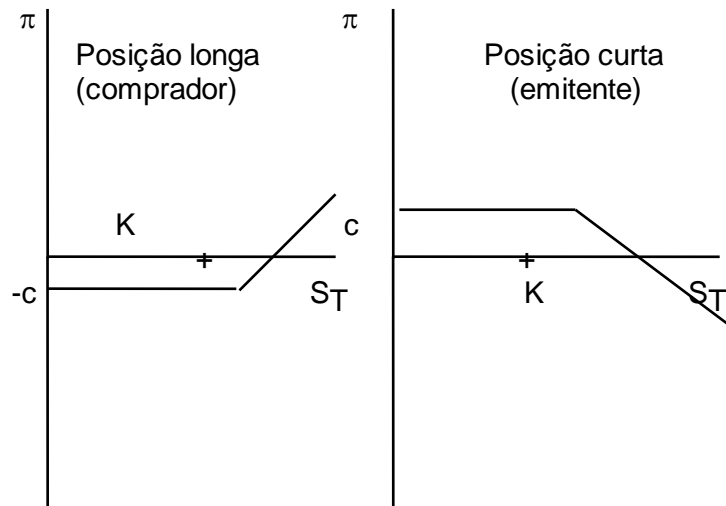 π
Posição longa
(comprador)
K
-c
S_T
π
Posição curta
(emitente)
c
K
S_T